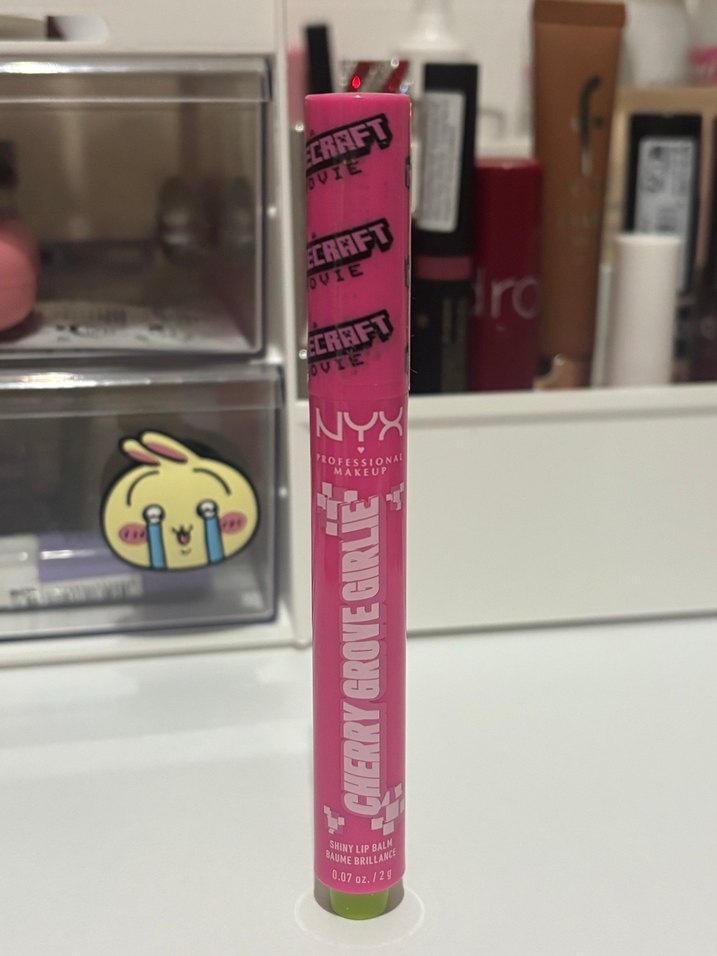 ECRAFT
OVIE
ECRAFT
OVIE
ECRAFT
OVIE
NYX
PROFESSIONAL
MAKEUP
CHERRY GROVE GIRLIE
SHINY LIP BALM
BAUME BRILLANCE
0.07 oz. / 2 g
dro
f